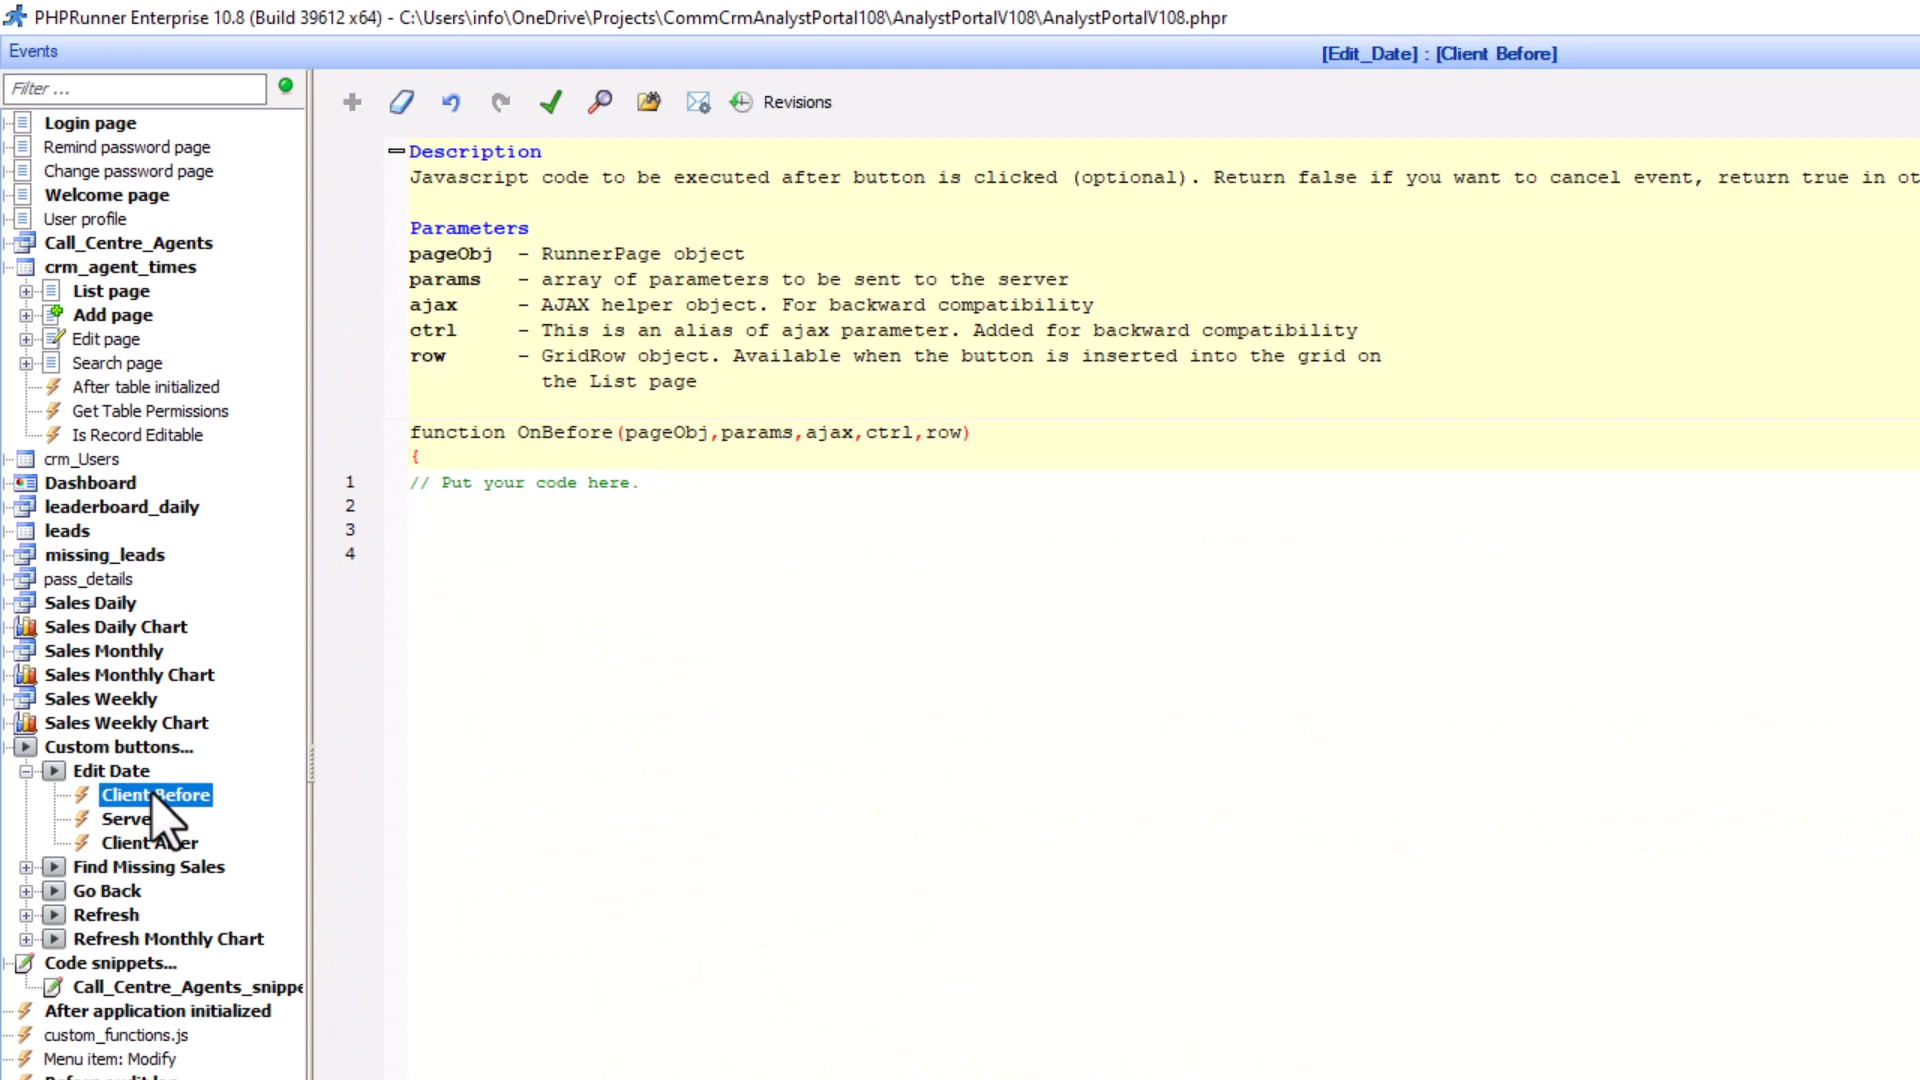 PHPRunner Enterprise 10.8 (Build 39612 x64) - C:\Users\info\OneDrive\Projects\CommCrmAnalystPortal108\AnalystPortalV108\AnalystPortalV108.phpr
Events
[Edit_Date] : [Client Before]
Filter ...
Revisions
Login page
Remind password page
Change password page
Welcome page
User profile
Call_Centre_Agents
crm_agent_times
List page
Add page
Edit page
Search page
After table initialized
Get Table Permissions
Is Record Editable
crm_Users
Dashboard
leaderboard_daily
leads
missing_leads
pass_details
Sales Daily
Sales Daily Chart
Sales Monthly
Sales Monthly Chart
Sales Weekly
Sales Weekly Chart
Custom buttons...
Edit Date
Client Before
Serve
Client After
Find Missing Sales
Go Back
Refresh
Refresh Monthly Chart
Code snippets...
Call_Centre_Agents_snippe
After application initialized
custom_functions.js
Menu item: Modify
Description
Javascript code to be executed after button is clicked (optional). Return false if you want to cancel event, return true in ot
Parameters
pageObj - RunnerPage object
params - array of parameters to be sent to the server
ajax - AJAX helper object. For backward compatibility
ctrl - This is an alias of ajax parameter. Added for backward compatibility
row - GridRow object. Available when the button is inserted into the grid on
the List page
function OnBefore(pageObj,params,ajax,ctrl,row)
{
1 // Put your code here.
2
3
4